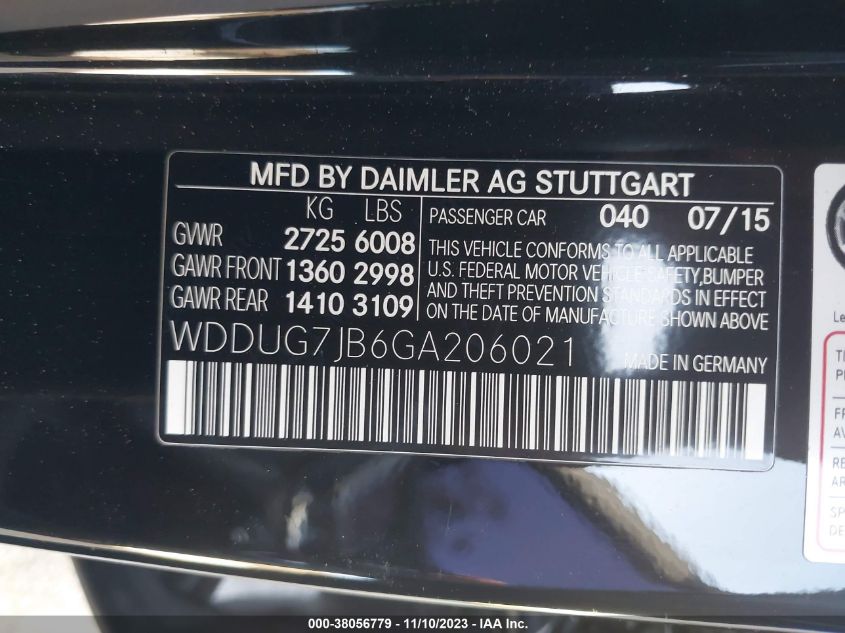 MFD BY DAIMLER AG STUTTGART
KG LBS
GVWR 2725 6008
GAWR FRONT 1360 2998
GAWR REAR 1410 3109
PASSENGER CAR 040 07/15
THIS VEHICLE CONFORMS TO ALL APPLICABLE
U.S. FEDERAL MOTOR VEHICLE SAFETY,BUMPER
AND THEFT PREVENTION STANDARDS IN EFFECT
ON THE DATE OF MANUFACTURE SHOWN ABOVE
WDDUG7JB6GA206021 MADE IN GERMANY
000-38056779 - 11/10/2023 - IAA Inc.